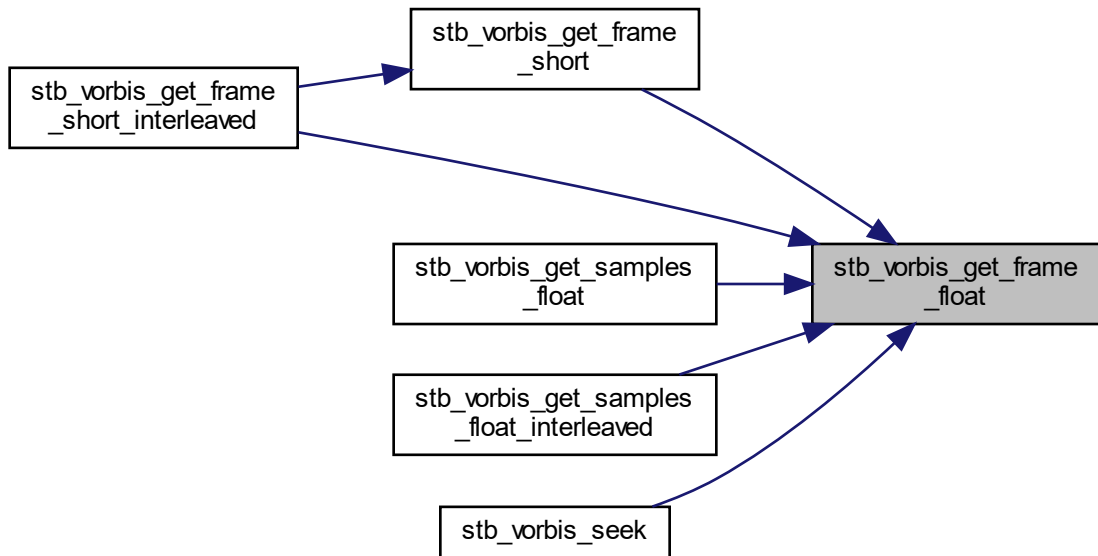 stb_vorbis_get_frame
_short
stb_vorbis_get_frame
_short_interleaved
stb_vorbis_get_samples
_float
stb_vorbis_get_frame
_float
stb_vorbis_get_samples
_float_interleaved
stb_vorbis_seek